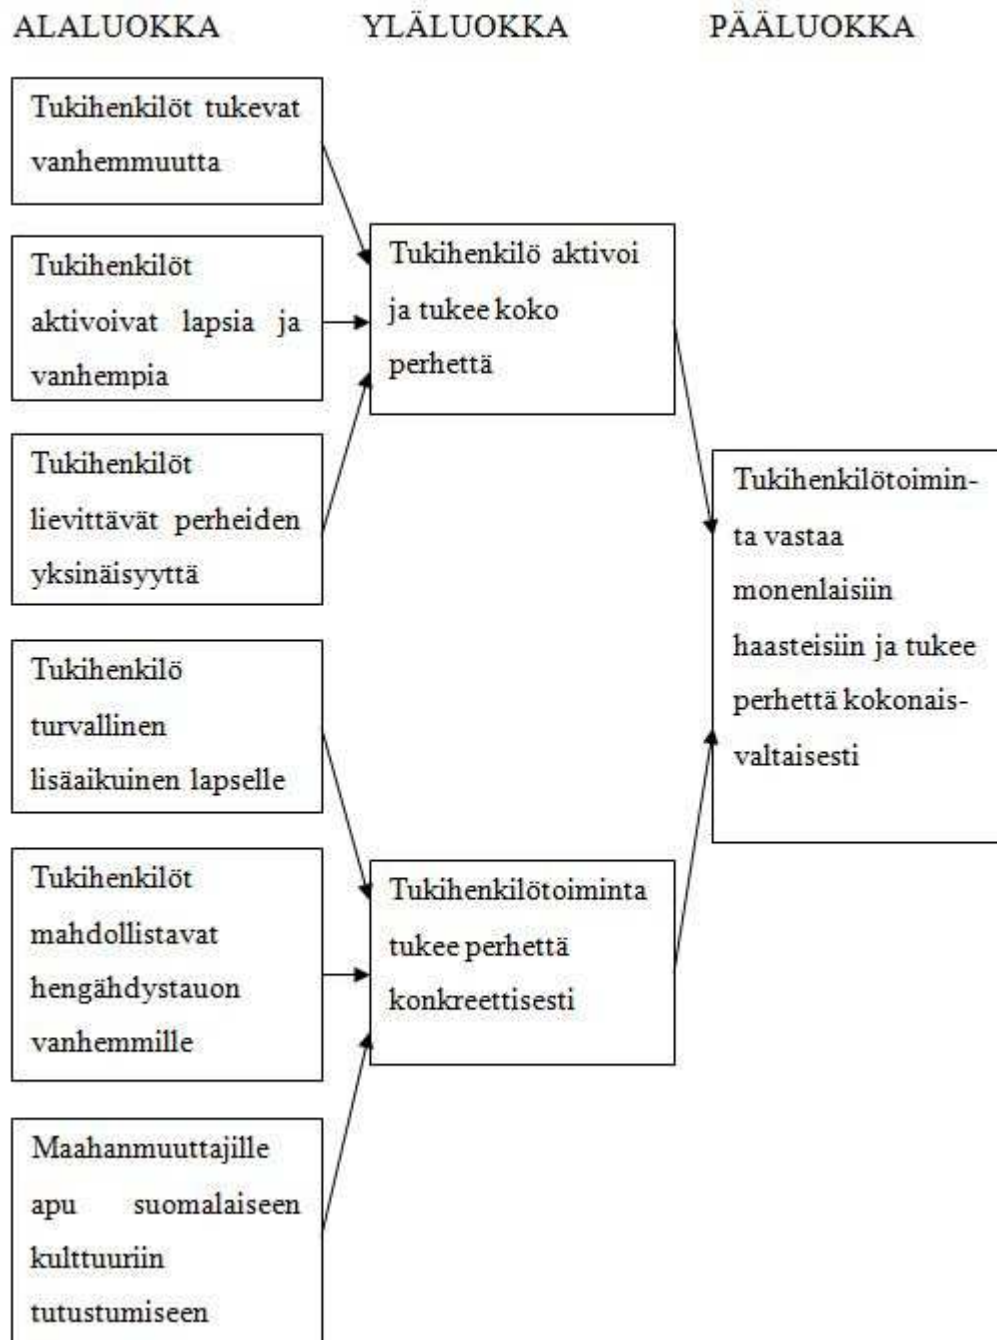 ALALUOKKA YLÄLUOKKA PÄÄLUOKKA
Tukihenkilöt tukevat
vanhemmuutta
Tukihenkilöt
aktivoivat lapsia ja
vanhempia
Tukihenkilöt
lievittävät perheiden
yksinäisyyttä
Tukihenkilö
turvallinen
lisäaikuinen lapselle
Tukihenkilöt
mahdollistavat
hengähdystauon
vanhemmille
Maahanmuuttajille
apu suomalaiseen
kulttuuriin
tutustumiseen
Tukihenkilö aktivoi
ja tukee koko
perhettä
Tukihenkilötoiminta
tukee perhettä
konkreettisesti
Tukihenkilötoimin-
ta vastaa
monenlaisiin
haasteisiin ja tukee
perhettä kokonais-
valtaisesti